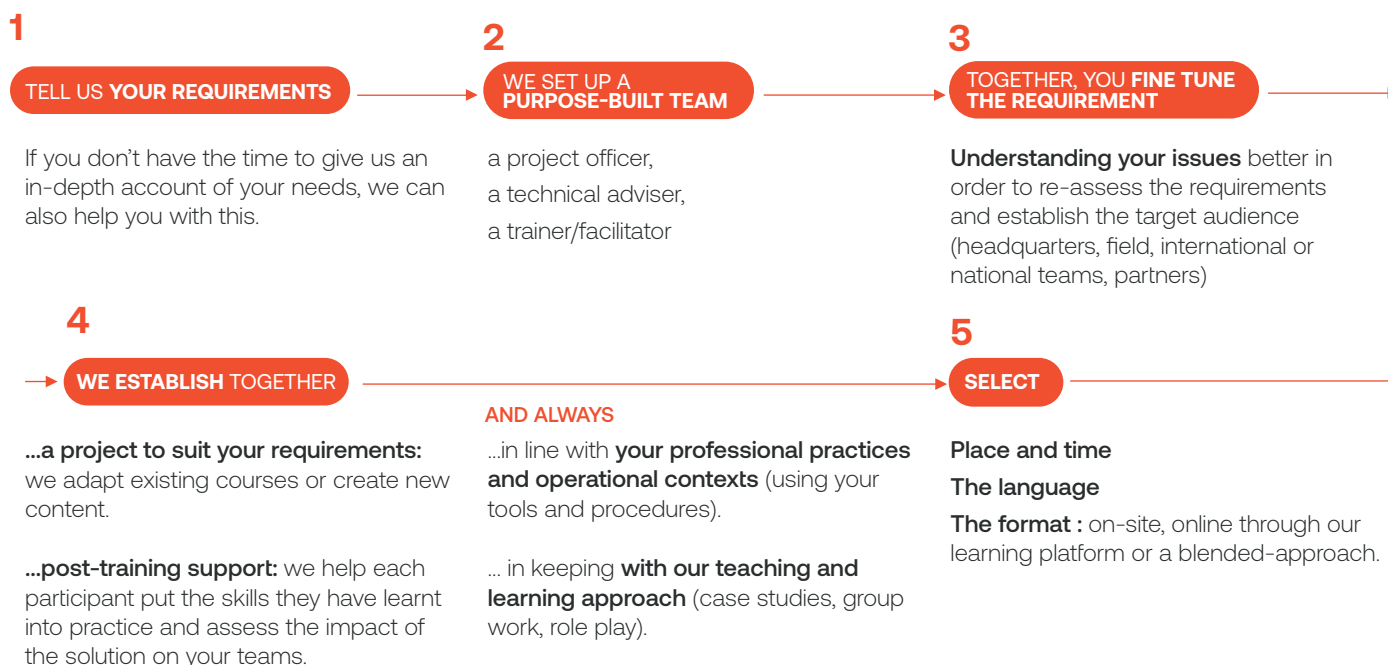 1
TELL US YOUR REQUIREMENTS
If you don’t have the time to give us an
in-depth account of your needs, we can
also help you with this.
2
WE SET UP A
PURPOSE-BUILT TEAM
a project officer,
a technical adviser,
a trainer/facilitator
3
TOGETHER, YOU FINE TUNE
THE REQUIREMENT
Understanding your issues better in
order to re-assess the requirements
and establish the target audience
(headquarters, field, international or
national teams, partners)
4
WE ESTABLISH TOGETHER
...a project to suit your requirements:
we adapt existing courses or create new
content.
...post-training support: we help each
participant put the skills they have learnt
into practice and assess the impact of
the solution on your teams.
AND ALWAYS
...in line with your professional practices
and operational contexts (using your
tools and procedures).
... in keeping with our teaching and
learning approach (case studies, group
work, role play).
5
SELECT
Place and time
The language
The format : on-site, online through our
learning platform or a blended-approach.